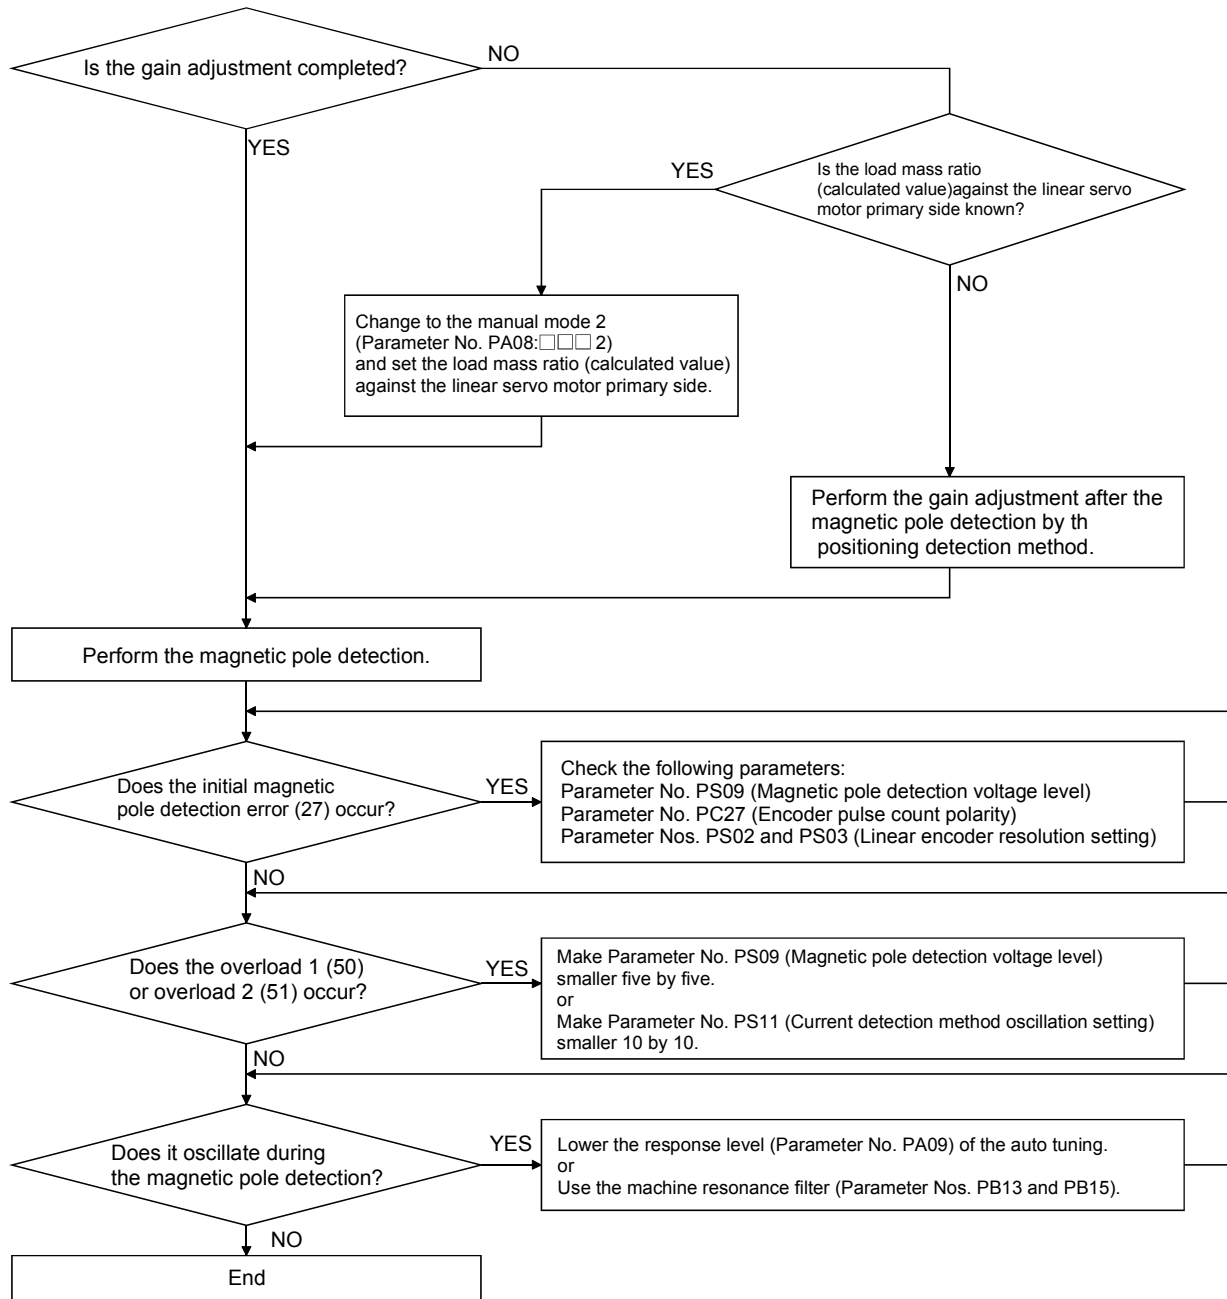 Is the gain adjustment completed?
NO
YES
Is the load mass ratio
(calculated value)against the linear servo
motor primary side known?
YES
NO
Change to the manual mode 2
(Parameter No. PA08:□□□ 2)
and set the load mass ratio (calculated value)
against the linear servo motor primary side.
Perform the gain adjustment after the
magnetic pole detection by th
positioning detection method.
Perform the magnetic pole detection.
Does the initial magnetic
pole detection error (27) occur?
YES
Check the following parameters:
Parameter No. PS09 (Magnetic pole detection voltage level)
Parameter No. PC27 (Encoder pulse count polarity)
Parameter Nos. PS02 and PS03 (Linear encoder resolution setting)
NO
Does the overload 1 (50)
or overload 2 (51) occur?
YES
Make Parameter No. PS09 (Magnetic pole detection voltage level)
smaller five by five.
or
Make Parameter No. PS11 (Current detection method oscillation setting)
smaller 10 by 10.
NO
Does it oscillate during
the magnetic pole detection?
YES
Lower the response level (Parameter No. PA09) of the auto tuning.
or
Use the machine resonance filter (Parameter Nos. PB13 and PB15).
NO
End